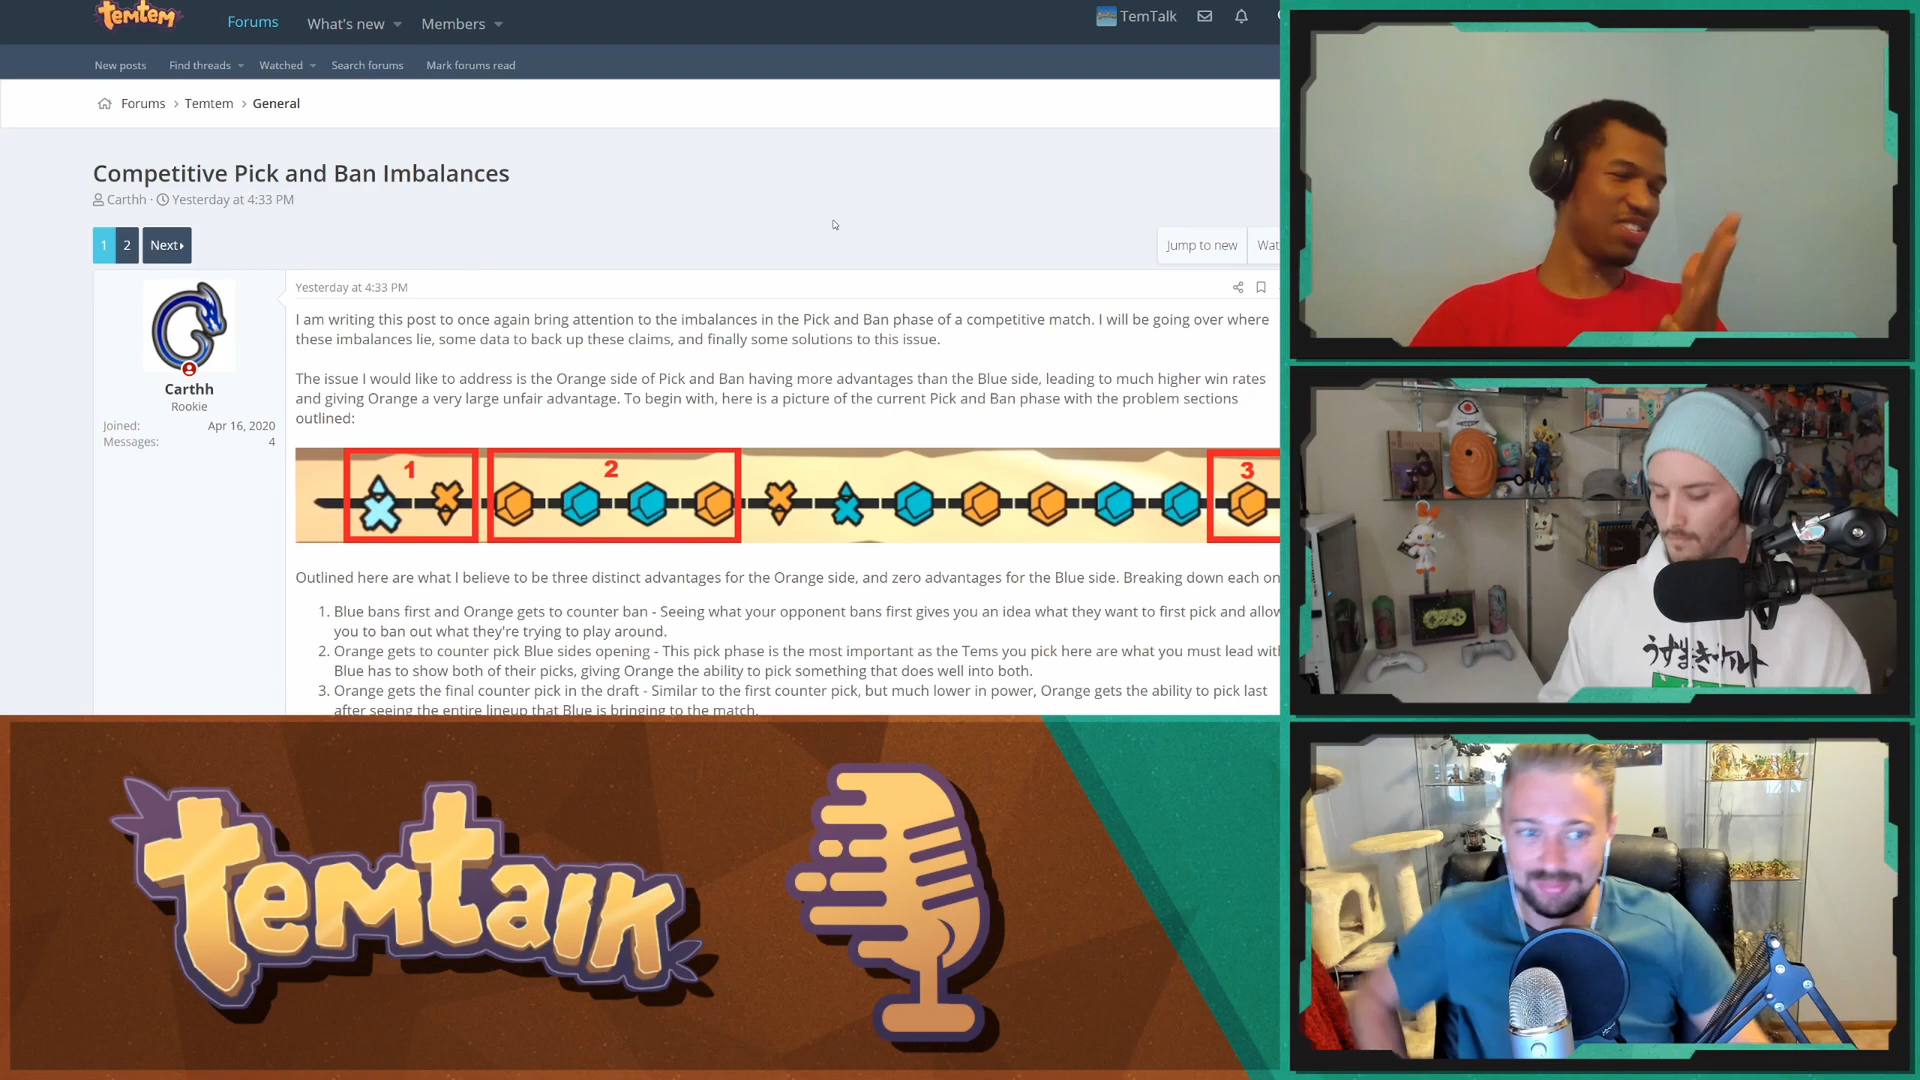 temtem
Forums
What's new
Members
TemTalk
New posts
Find threads
Watched
Search forums
Mark forums read
Forums
Temtem
General
Competitive Pick and Ban Imbalances
Carthh · Yesterday at 4:33 PM
1
2
Next
Jump to new
Wat
Carthh
Rookie
Joined: Apr 16, 2020
Messages: 4
Yesterday at 4:33 PM
I am writing this post to once again bring attention to the imbalances in the Pick and Ban phase of a competitive match. I will be going over where
these imbalances lie, some data to back up these claims, and finally some solutions to this issue.
The issue I would like to address is the Orange side of Pick and Ban having more advantages than the Blue side, leading to much higher win rates
and giving Orange a very large unfair advantage. To begin with, here is a picture of the current Pick and Ban phase with the problem sections
outlined:
1
2
3
Outlined here are what I believe to be three distinct advantages for the Orange side, and zero advantages for the Blue side. Breaking down each on
1. Blue bans first and Orange gets to counter ban - Seeing what your opponent bans first gives you an idea what they want to first pick and allow
you to ban out what they're trying to play around.
2. Orange gets to counter pick Blue sides opening - This pick phase is the most important as the Tems you pick here are what you must lead with
Blue has to show both of their picks, giving Orange the ability to pick something that does well into both.
3. Orange gets the final counter pick in the draft - Similar to the first counter pick, but much lower in power, Orange gets the ability to pick last
after seeing the entire lineup that Blue is bringing to the match.
temtalk